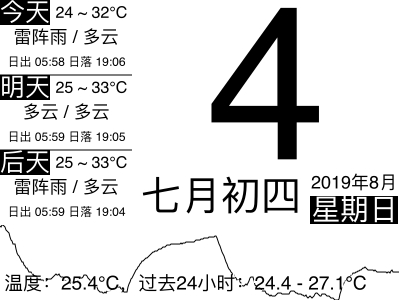 今天 24～32°C
雷阵雨 / 多云
日出 05:58 日落 19:06
明天 25～33°C
多云 / 多云
日出 05:59 日落 19:05
后天 25～33°C
雷阵雨 / 多云
日出 05:59 日落 19:04
4
七月初四
2019年8月
星期日
温度：25.4°C，过去24小时：24.4 - 27.1°C